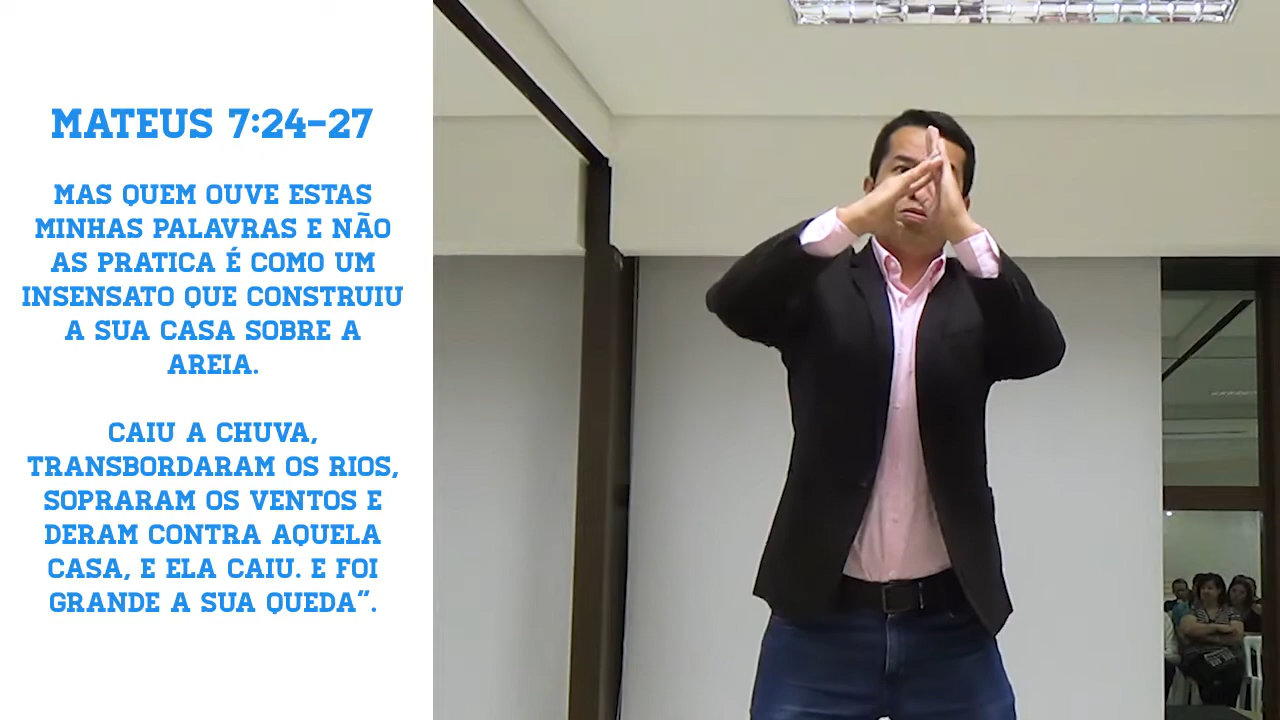 MATEUS 7:24-27
MAS QUEM OUVE ESTAS
MINHAS PALAVRAS E NÃO
AS PRATICA É COMO UM
INSENSATO QUE CONSTRUIU
A SUA CASA SOBRE A
AREIA.
CAIU A CHUVA,
TRANSBORDARAM OS RIOS,
SOPRARAM OS VENTOS E
DERAM CONTRA AQUELA
CASA, E ELA CAIU. E FOI
GRANDE A SUA QUEDA”.